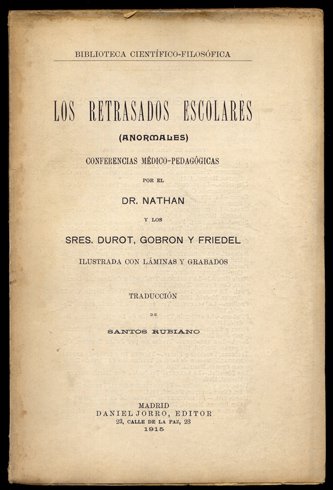 BIBLIOTECA CIENTÍFICO-FILOSÓFICA
LOS RETRASADOS ESCOLARES
(ANORMALES)
CONFERENCIAS MÉDICO-PEDAGÓGICAS
POR EL
DR. NATHAN
Y LOS
SRES. DUROT, GOBRON Y FRIEDEL
ILUSTRADA CON LÁMINAS Y GRABADOS
TRADUCCIÓN
DE
SANTOS RUBIANO
MADRID
DANIEL JORRO, EDITOR
23, CALLE DE LA PAZ, 23
1915